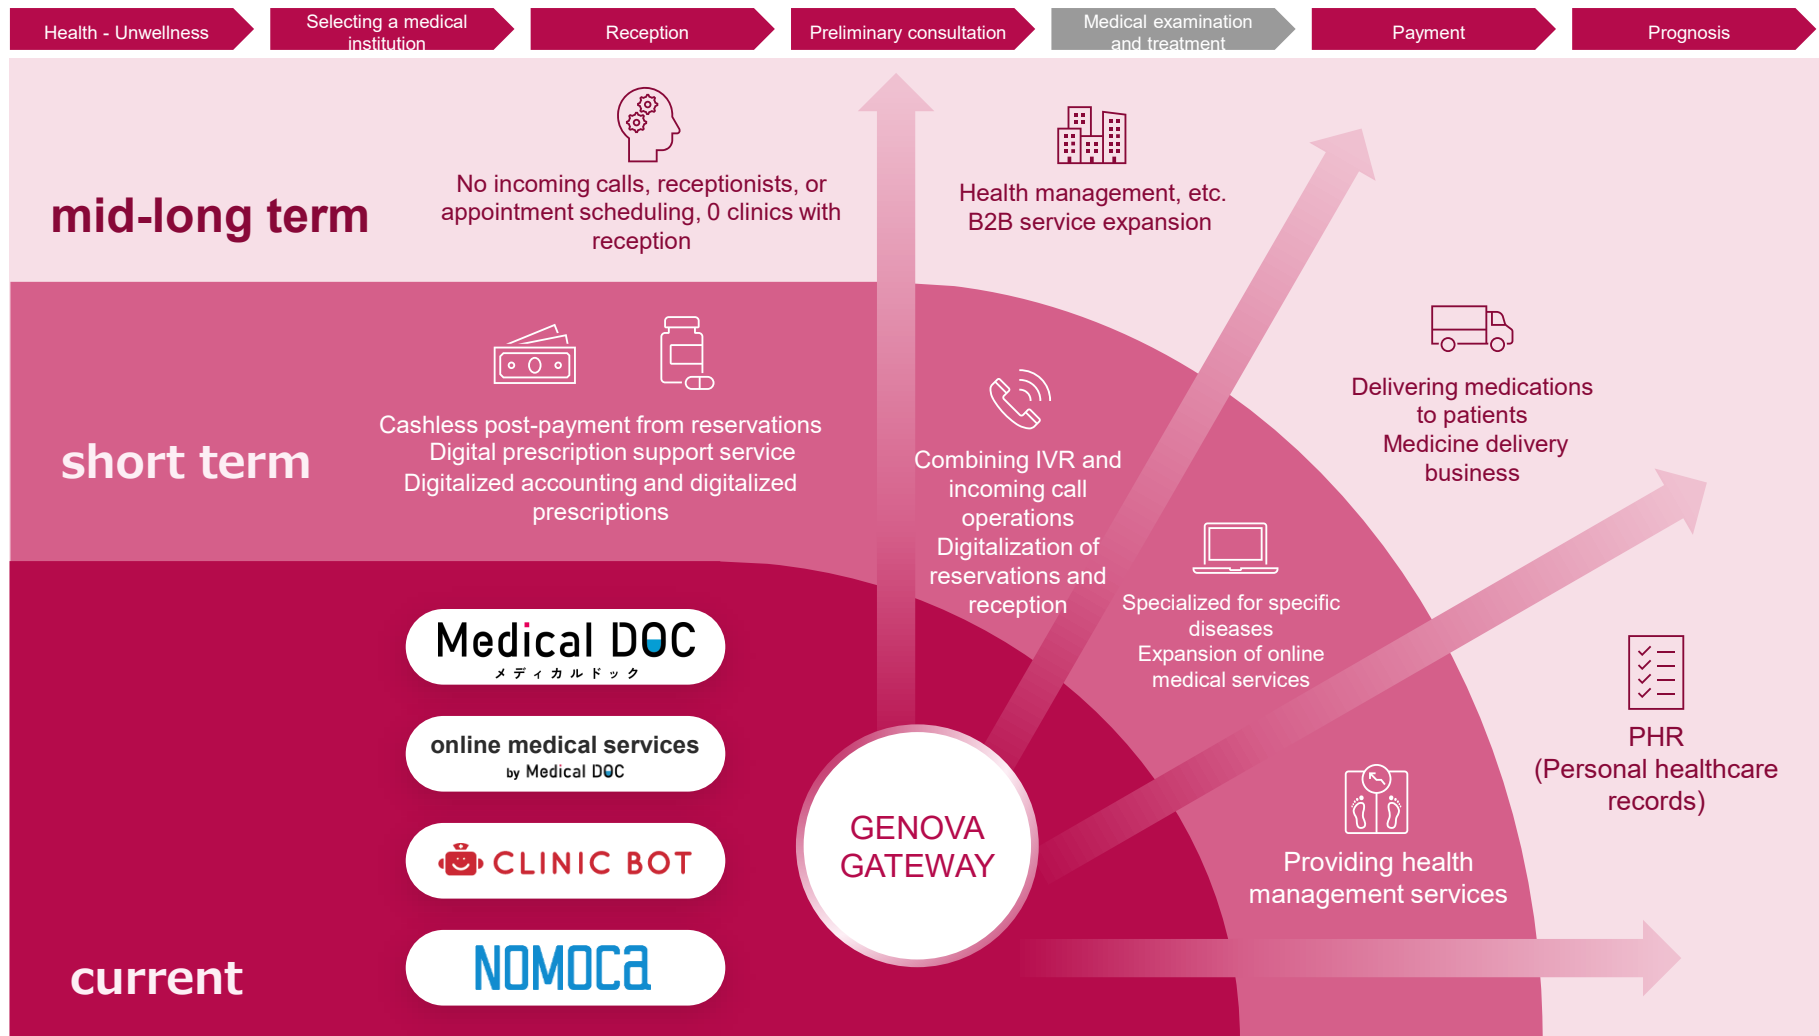 Health - Unwellness
Selecting a medical
institution
Reception
Preliminary consultation
Medical examination
and treatment
Payment
Prognosis
mid-long term
No incoming calls, receptionists, or
appointment scheduling, 0 clinics with
reception
Health management, etc.
B2B service expansion
short term
Cashless post-payment from reservations
Digital prescription support service
Digitalized accounting and digitalized
prescriptions
Combining IVR and
incoming call
operations
Digitalization of
reservations and
reception
Specialized for specific
diseases
Expansion of online
medical services
Delivering medications
to patients
Medicine delivery
business
PHR
(Personal healthcare
records)
Providing health
management services
current
Medical DOC
メディカルドック
online medical services
by Medical DOC
CLINIC BOT
NOMOCa
GENOVA
GATEWAY